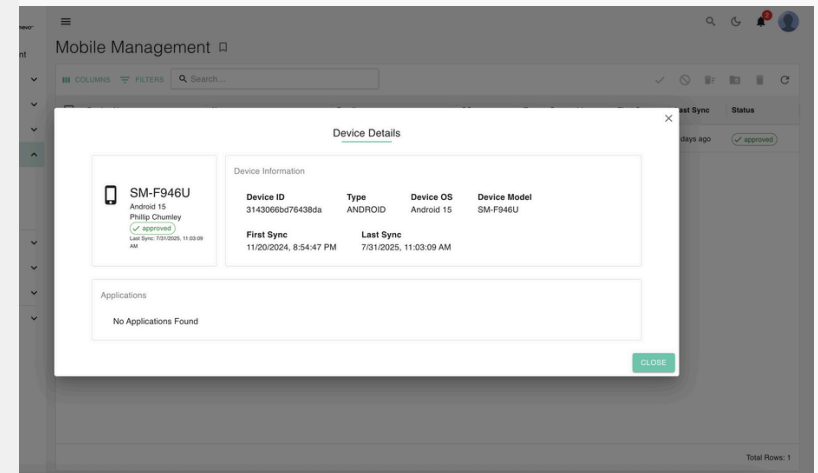 nt
2
Mobile Management
COLUMNS FILTERS Search...
Last Sync Status
days ago approved
Device Details
SM-F946U
Android 15
Phillip Chumley
approved
Last Sync: 7/31/2025, 11:03:09
AM
Device Information
Device ID Type Device OS Device Model
3143066bd76438da ANDROID Android 15 SM-F946U
First Sync Last Sync
11/20/2024, 8:54:47 PM 7/31/2025, 11:03:09 AM
Applications
No Applications Found
CLOSE
Total Rows: 1